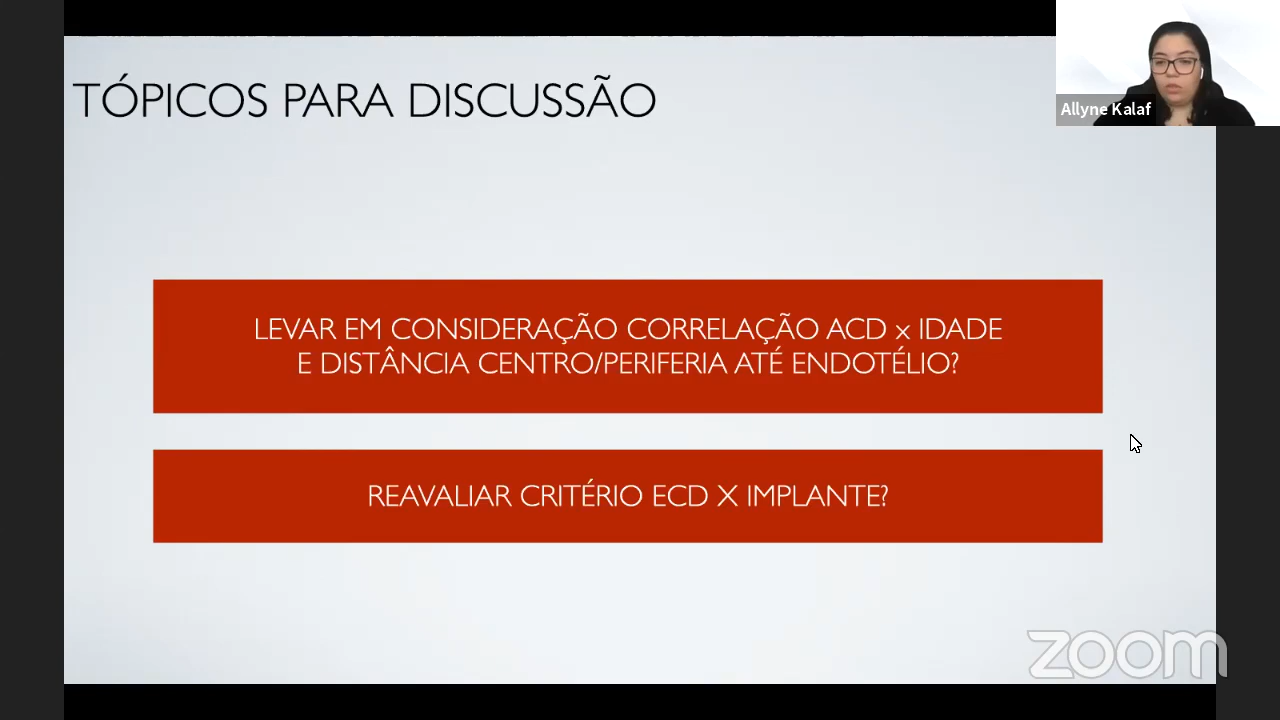 TÓPICOS PARA DISCUSSÃO
Allyne Kalaf
LEVAR EM CONSIDERAÇÃO CORRELAÇÃO ACD x IDADE
E DISTÂNCIA CENTRO/PERIFERIA ATÉ ENDOTÉLIO?
REAVALIAR CRITÉRIO ECD X IMPLANTE?
zoom